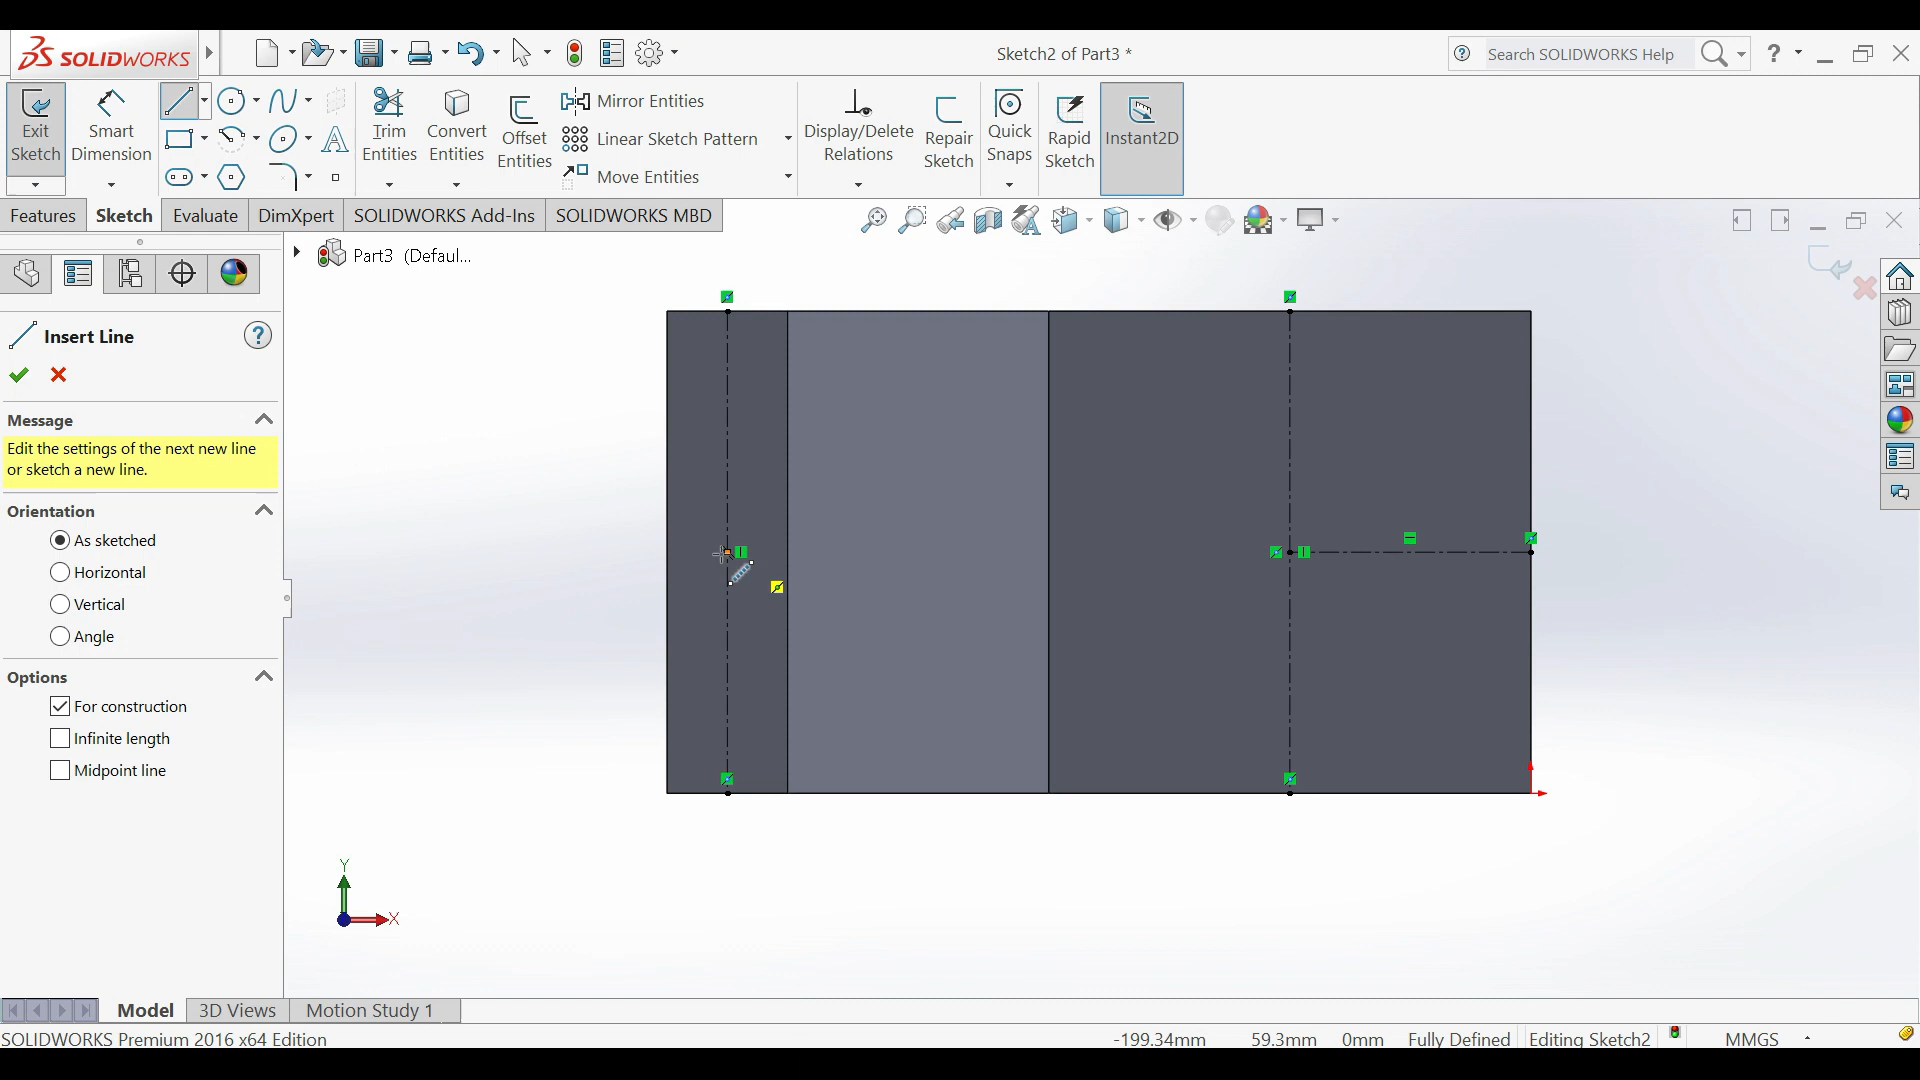 SOLIDWORKS
Sketch2 of Part3 *
Search SOLIDWORKS Help
?
Exit Sketch
Smart Dimension
Trim Entities
Convert Entities
Offset Entities
Mirror Entities
Linear Sketch Pattern
Move Entities
Display/Delete Relations
Repair Sketch
Quick Snaps
Rapid Sketch
Instant2D
Features
Sketch
Evaluate
DimXpert
SOLIDWORKS Add-Ins
SOLIDWORKS MBD
Part3 (Defaul...
Insert Line
?
Message
Edit the settings of the next new line
or sketch a new line.
Orientation
As sketched
Horizontal
Vertical
Angle
Options
For construction
Infinite length
Midpoint line
Y
X
Model
3D Views
Motion Study 1
SOLIDWORKS Premium 2016 x64 Edition
-199.34mm
59.3mm
0mm
Fully Defined
Editing Sketch2
MMGS